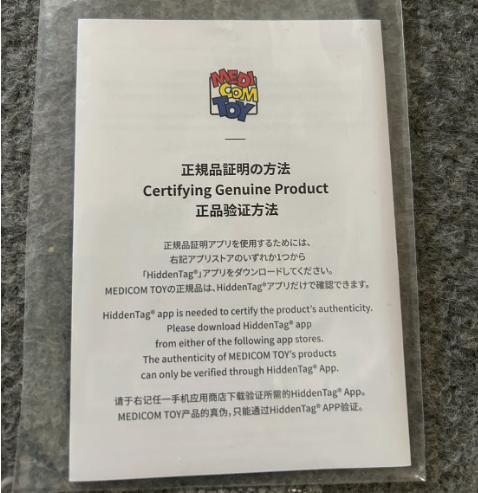 MEDI
COM
TOY
正規品証明の方法
Certifying Genuine Product
正品验证方法
正規品証明アプリを使用するためには、
右記アプリストアのいずれか1つから
「HiddenTag®」アプリをダウンロードしてください。
MEDICOM TOYの正規品は、HiddenTag®アプリだけで確認できます。
HiddenTag® app is needed to certify the product's authenticity.
Please download HiddenTag® app
from either of the following app stores.
The authenticity of MEDICOM TOY's products
can only be verified through HiddenTag® App.
请于右记任一手机应用商店下载验证所需的HiddenTag® App。
MEDICOM TOY产品的真伪，只能通过HiddenTag® APP验证。